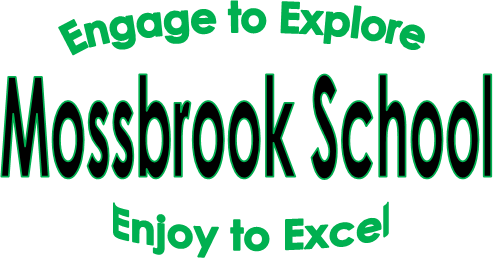 Engage to Explore
Mossbrook School
Enjoy to Excel